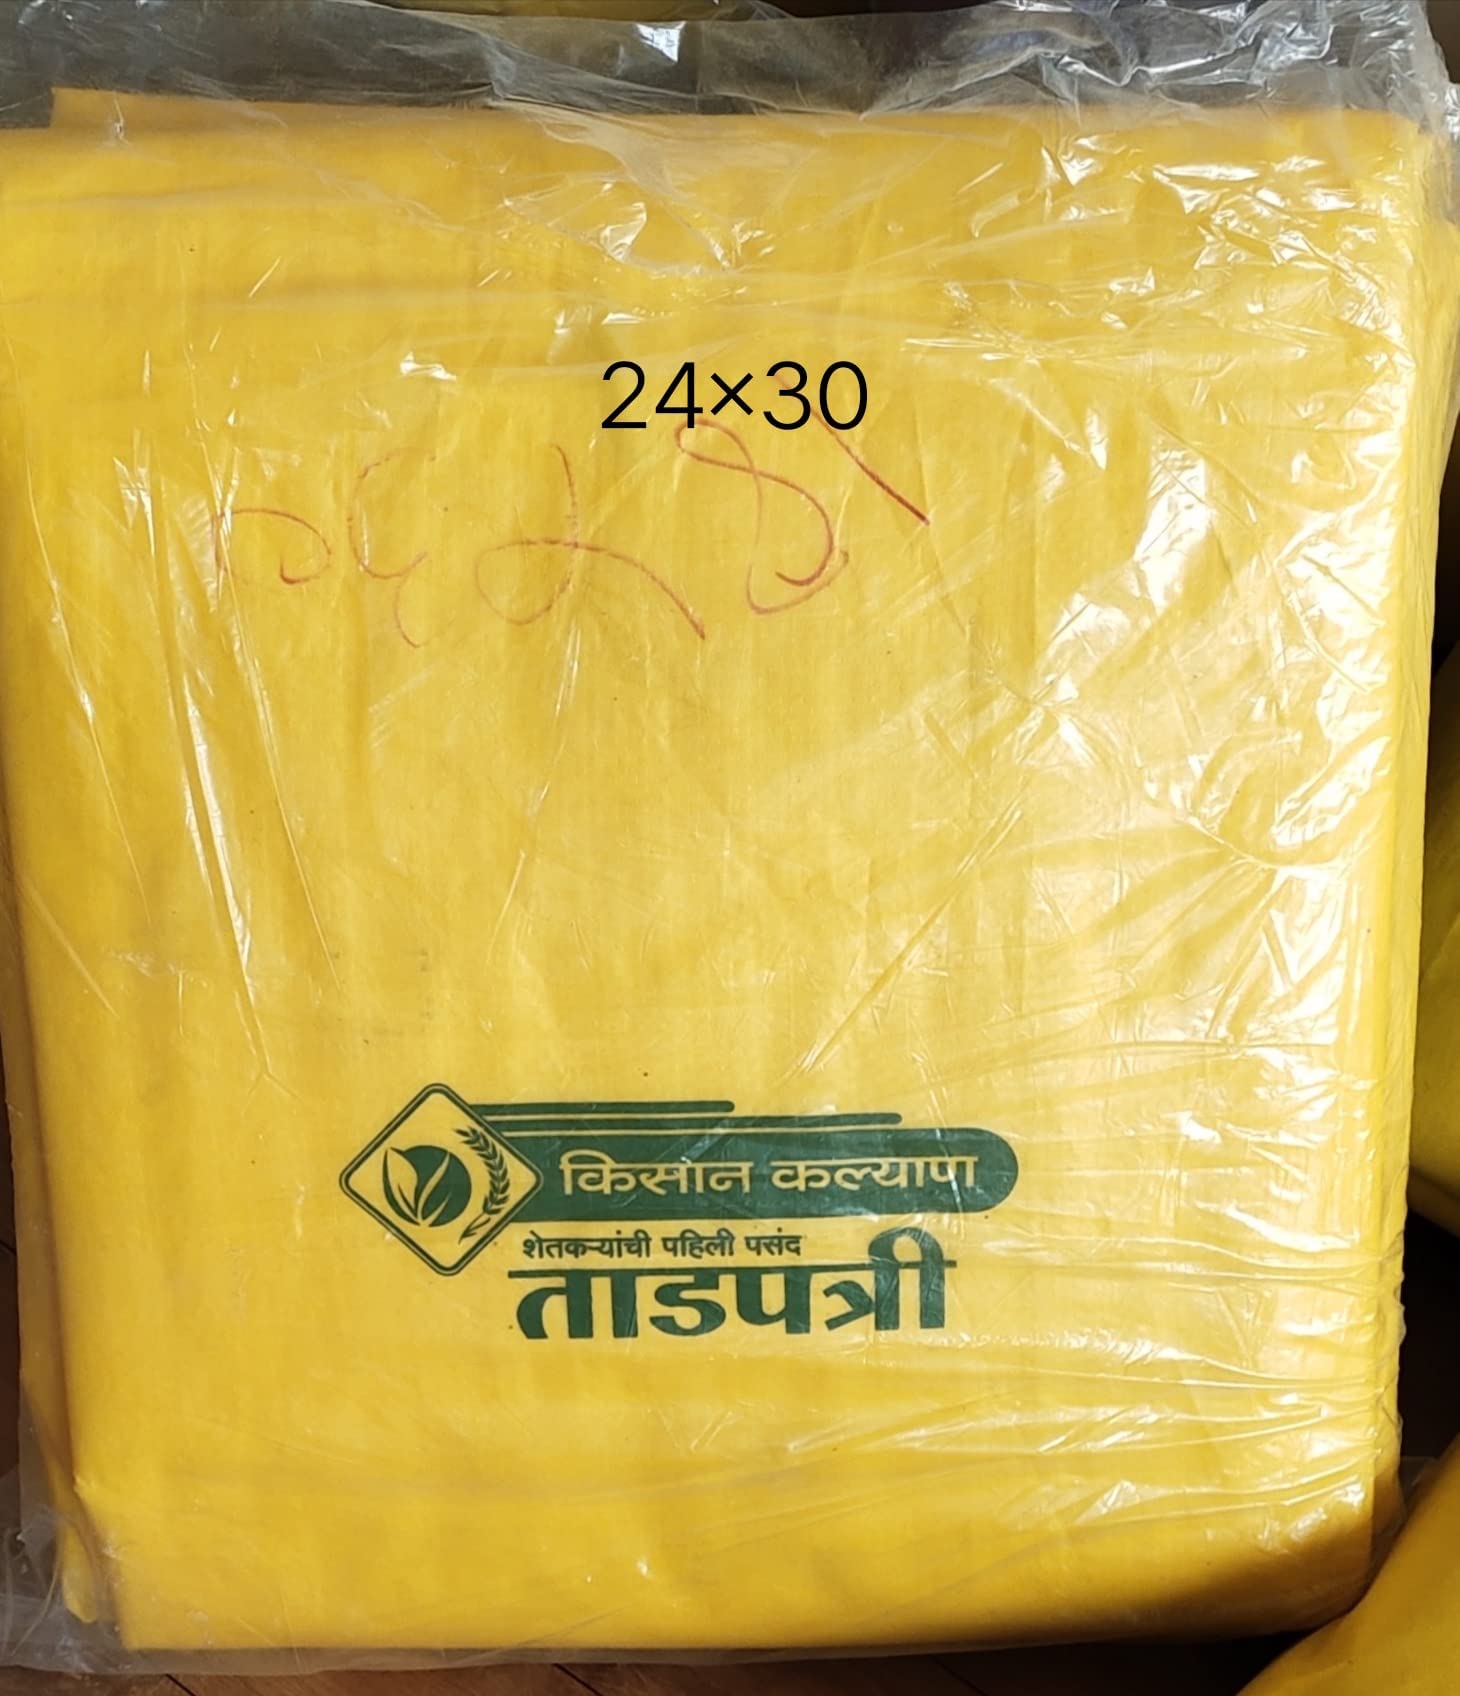 24×30
किसान कल्याण
शेतकऱ्यांची पहिली पसंद
ताडपत्री